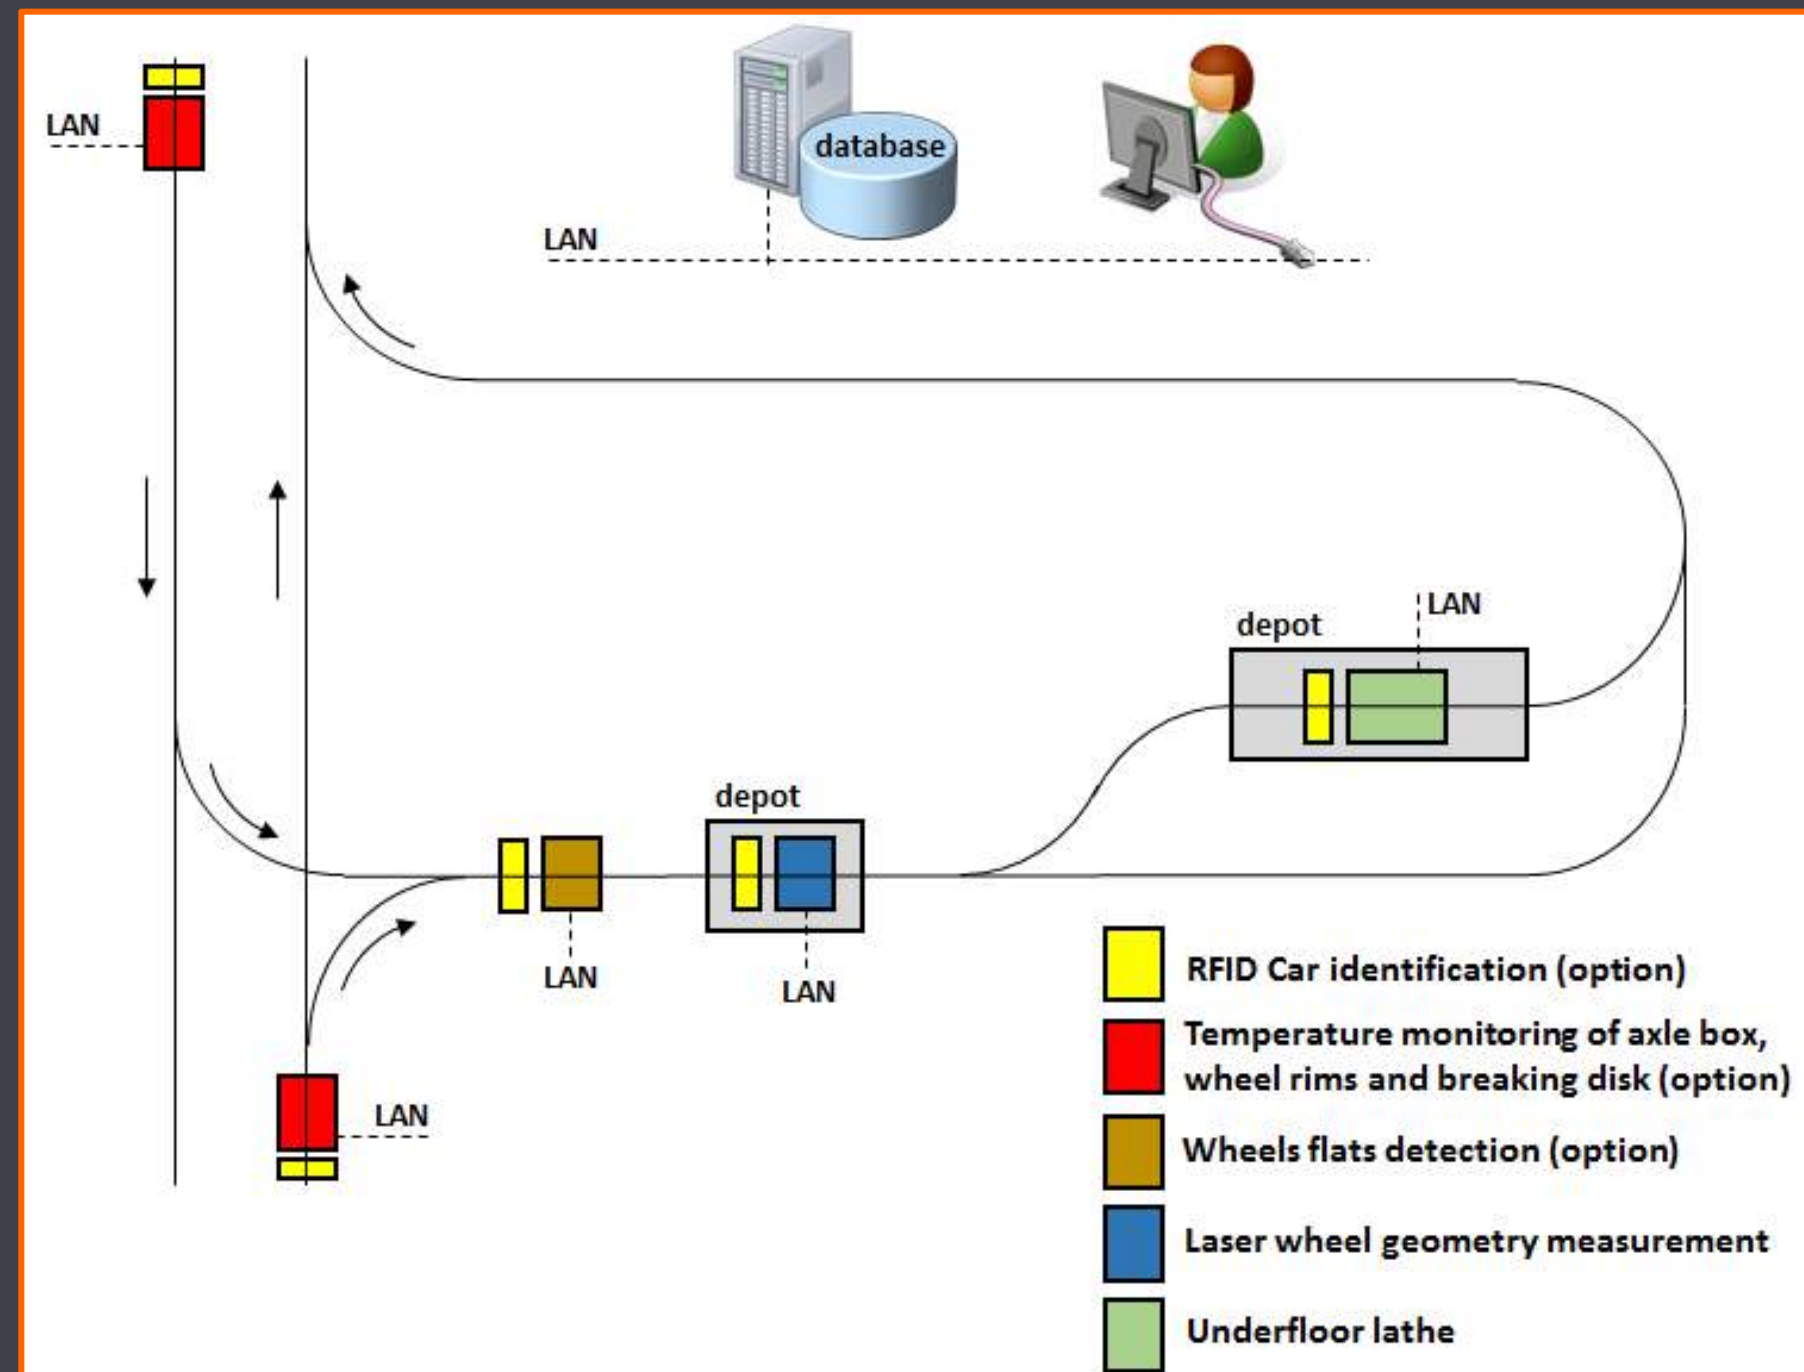 LAN
database
LAN
LAN
depot
depot
LAN
LAN
LAN
RFID Car identification (option)
Temperature monitoring of axle box,
wheel rims and breaking disk (option)
Wheels flats detection (option)
Laser wheel geometry measurement
Underfloor lathe